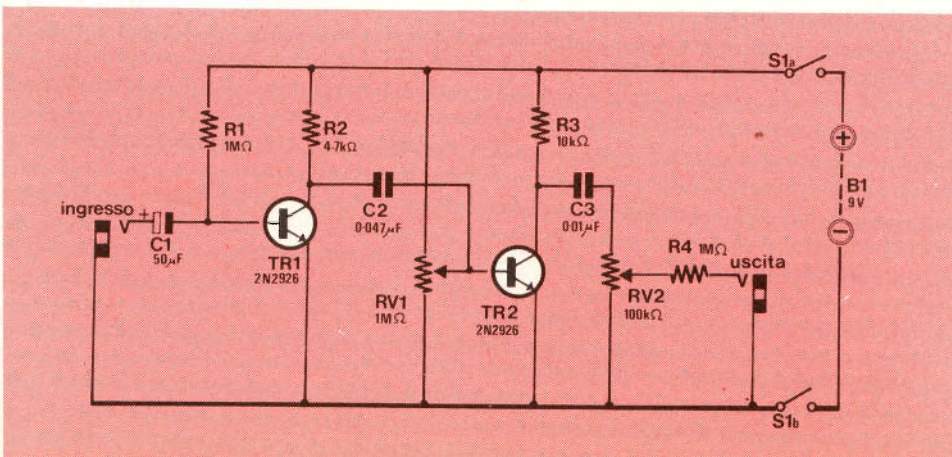 S1a
R1
1MΩ
R2
4·7kΩ
R3
10kΩ
+
B1
9V
−
ingresso
+
C1
50μF
C2
0·047μF
C3
0·01μF
TR1
2N2926
RV1
1MΩ
TR2
2N2926
RV2
100kΩ
R4 1MΩ
uscita
S1b